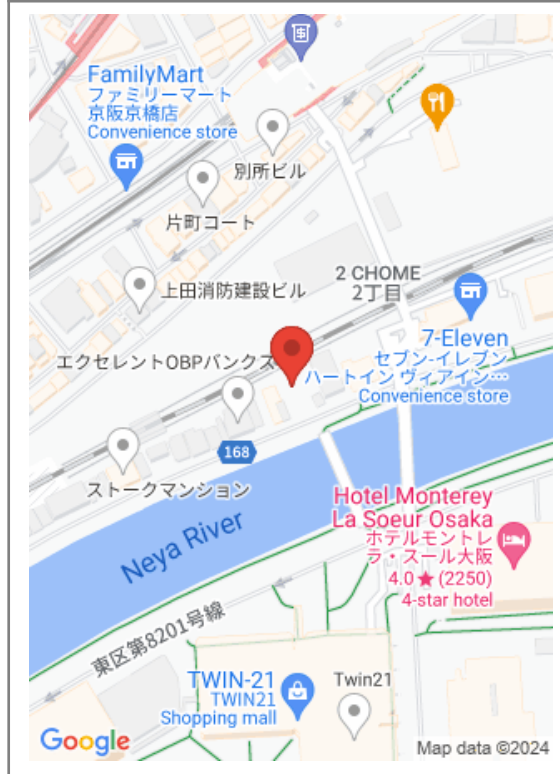 FamilyMart
ファミリーマート
京阪京橋店
Convenience store
別所ビル
片町コート
上田消防建設ビル
2 CHOME
2丁目
7-Eleven
セブン-イレブン
ハートイン ヴィアイン…
Convenience store
エクセレントOBPバンクス
168
ストークマンション
Neya River
Hotel Monterey
La Soeur Osaka
ホテルモントレ
ラ・スール大阪
4.0 ★ (2250)
4-star hotel
東区第8201号線
TWIN-21
TWIN21
Shopping mall
Twin21
Google
Map data ©2024